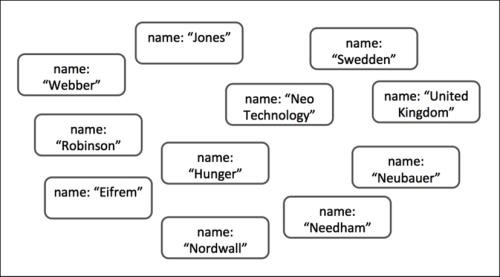 name: “Jones”
name:
“Swedden”
name:
“Webber”
name: “Neo
Technology”
name: “United
Kingdom”
name:
“Robinson”
name:
“Hunger”
name:
“Neubauer”
name: “Eifrem”
name:
“Needham”
name:
“Nordwall”